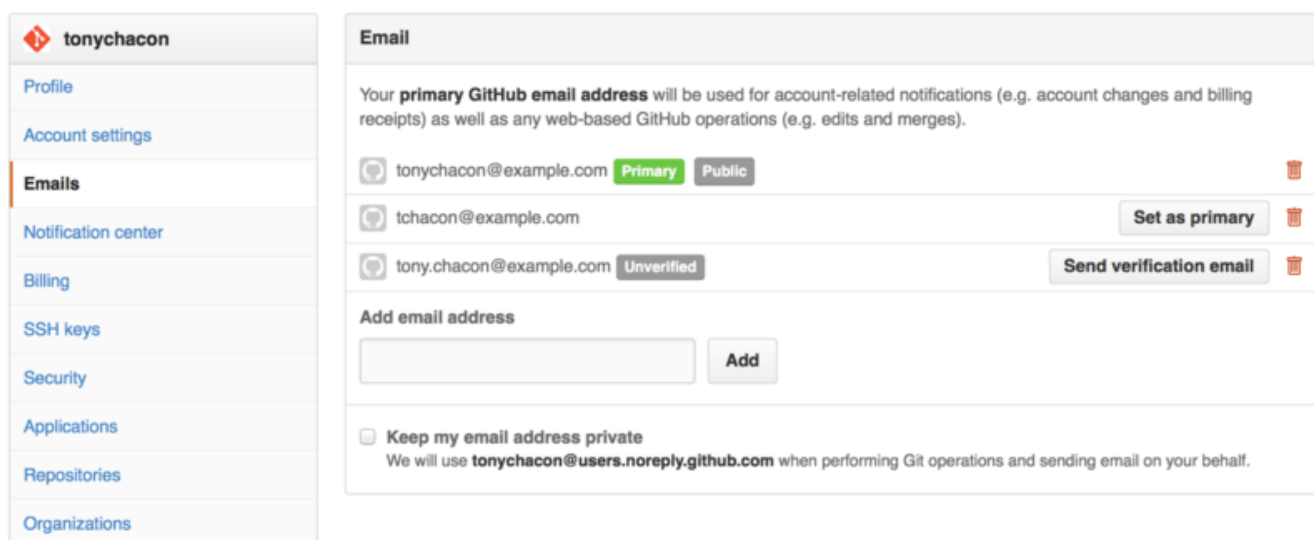 tonychacon
Profile
Account settings
Emails
Notification center
Billing
SSH keys
Security
Applications
Repositories
Organizations
Email
Your primary GitHub email address will be used for account-related notifications (e.g. account changes and billing
receipts) as well as any web-based GitHub operations (e.g. edits and merges).
tonychacon@example.com Primary Public
tchacon@example.com Set as primary
tony.chacon@example.com Unverified Send verification email
Add email address
Add
Keep my email address private
We will use tonychacon@users.noreply.github.com when performing Git operations and sending email on your behalf.